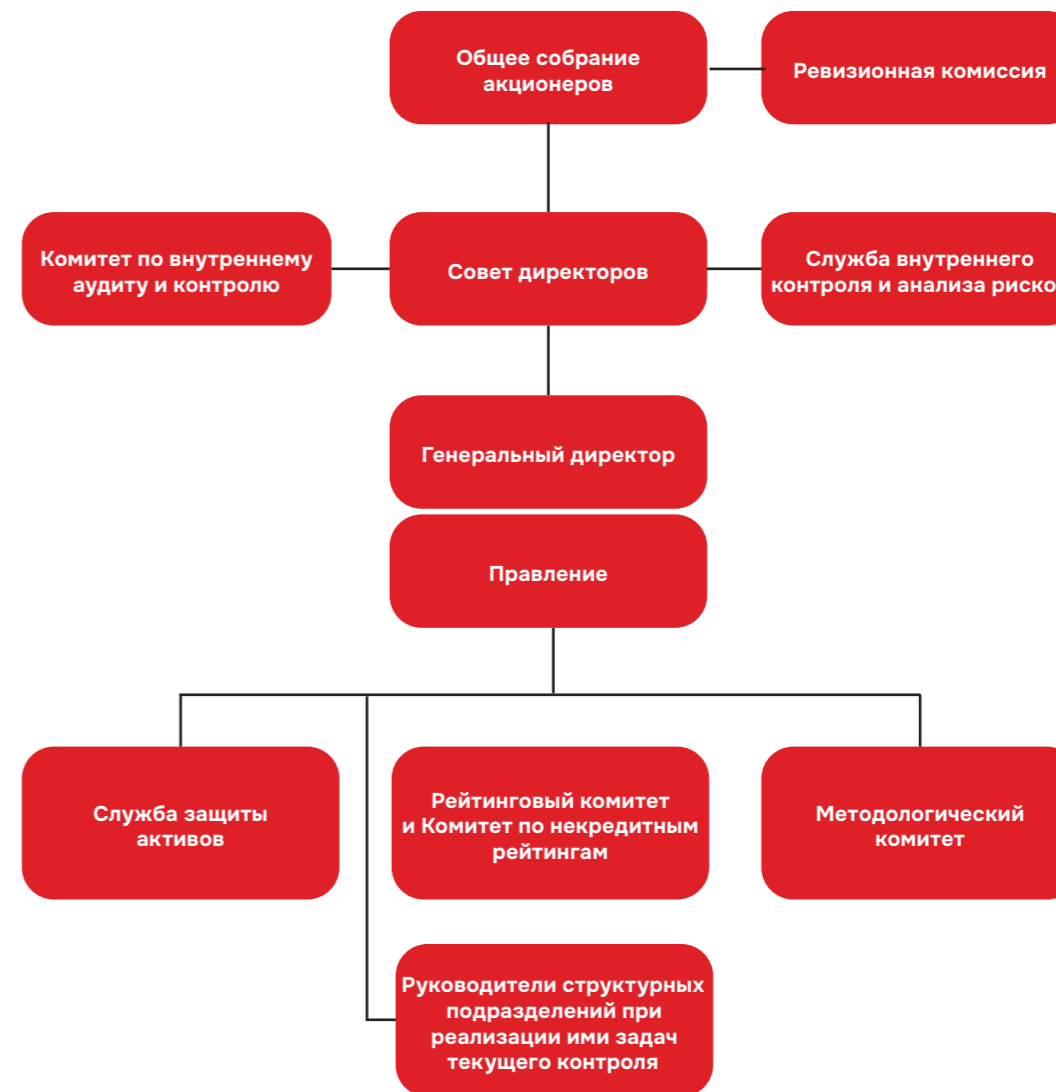 Общее собрание
акционеров
Ревизионная комиссия
Комитет по внутреннему
аудиту и контролю
Совет директоров
Служба внутреннего
контроля и анализа риско
Генеральный директор
Правление
Служба защиты
активов
Рейтинговый комитет
и Комитет по некредитным
рейтингам
Методологический
комитет
Руководители структурных
подразделений при
реализации ими задач
текущего контроля